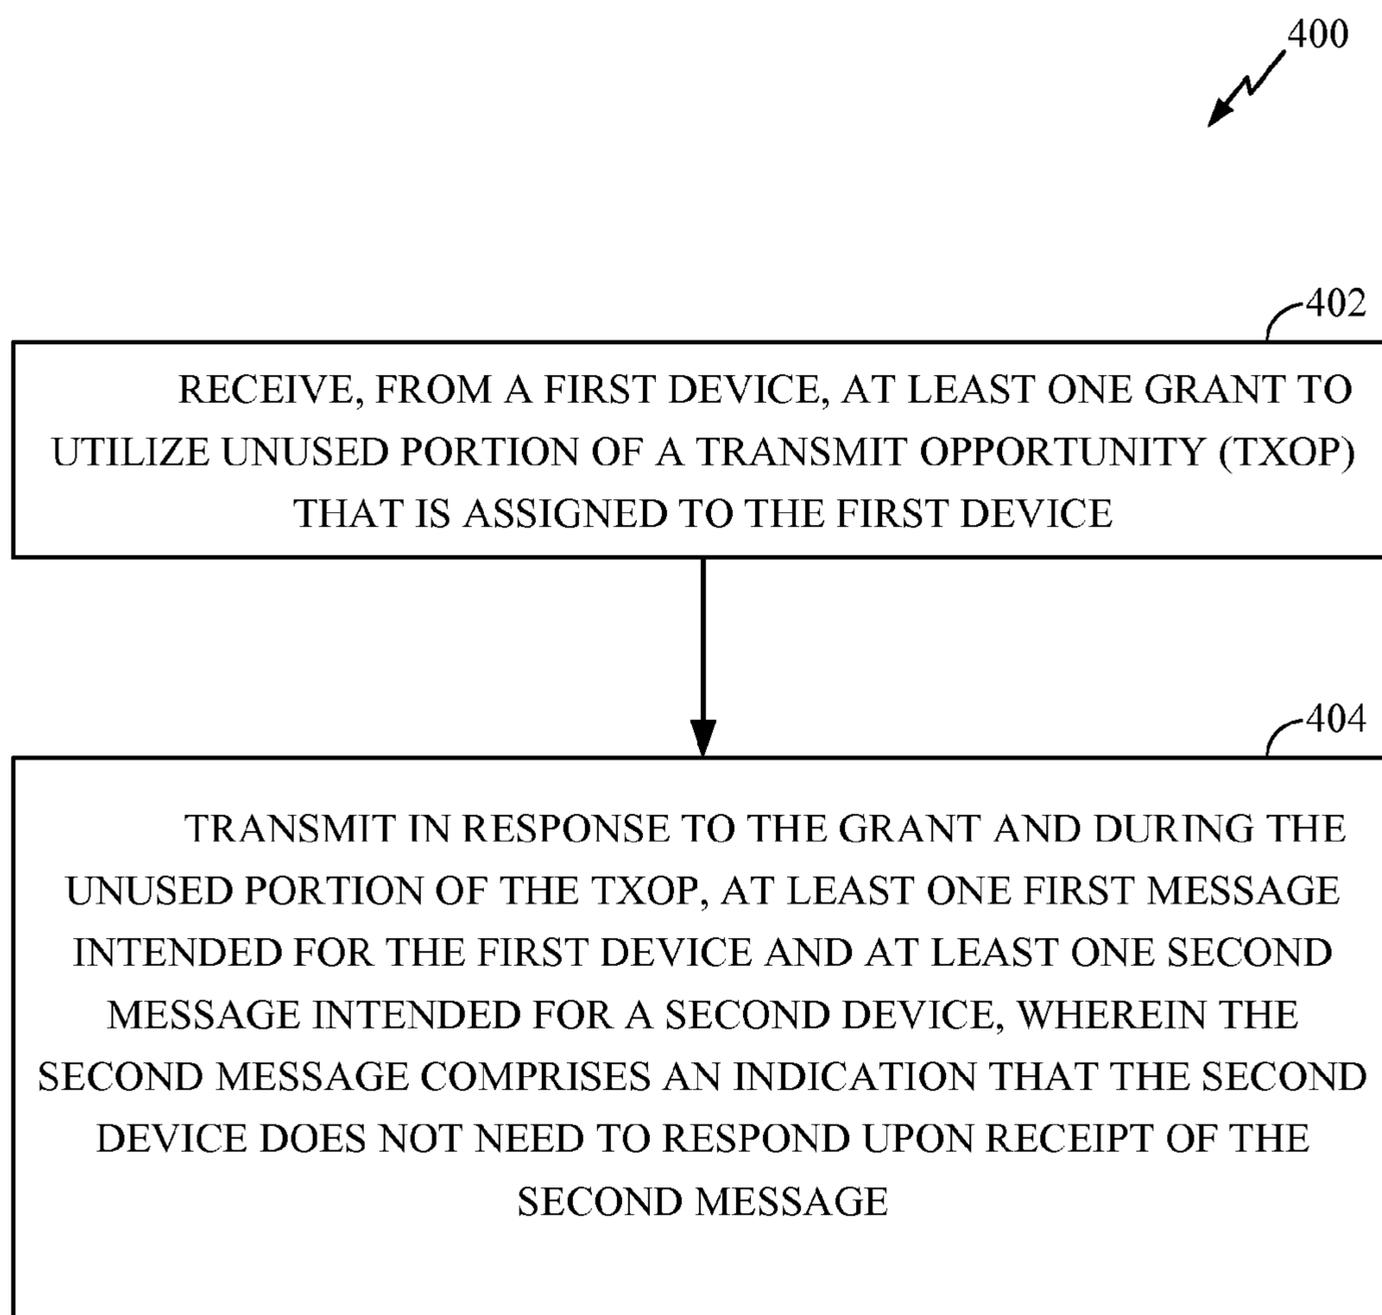 400
402
RECEIVE, FROM A FIRST DEVICE, AT LEAST ONE GRANT TO
UTILIZE UNUSED PORTION OF A TRANSMIT OPPORTUNITY (TXOP)
THAT IS ASSIGNED TO THE FIRST DEVICE
404
TRANSMIT IN RESPONSE TO THE GRANT AND DURING THE
UNUSED PORTION OF THE TXOP, AT LEAST ONE FIRST MESSAGE
INTENDED FOR THE FIRST DEVICE AND AT LEAST ONE SECOND
MESSAGE INTENDED FOR A SECOND DEVICE, WHEREIN THE
SECOND MESSAGE COMPRISES AN INDICATION THAT THE SECOND
DEVICE DOES NOT NEED TO RESPOND UPON RECEIPT OF THE
SECOND MESSAGE